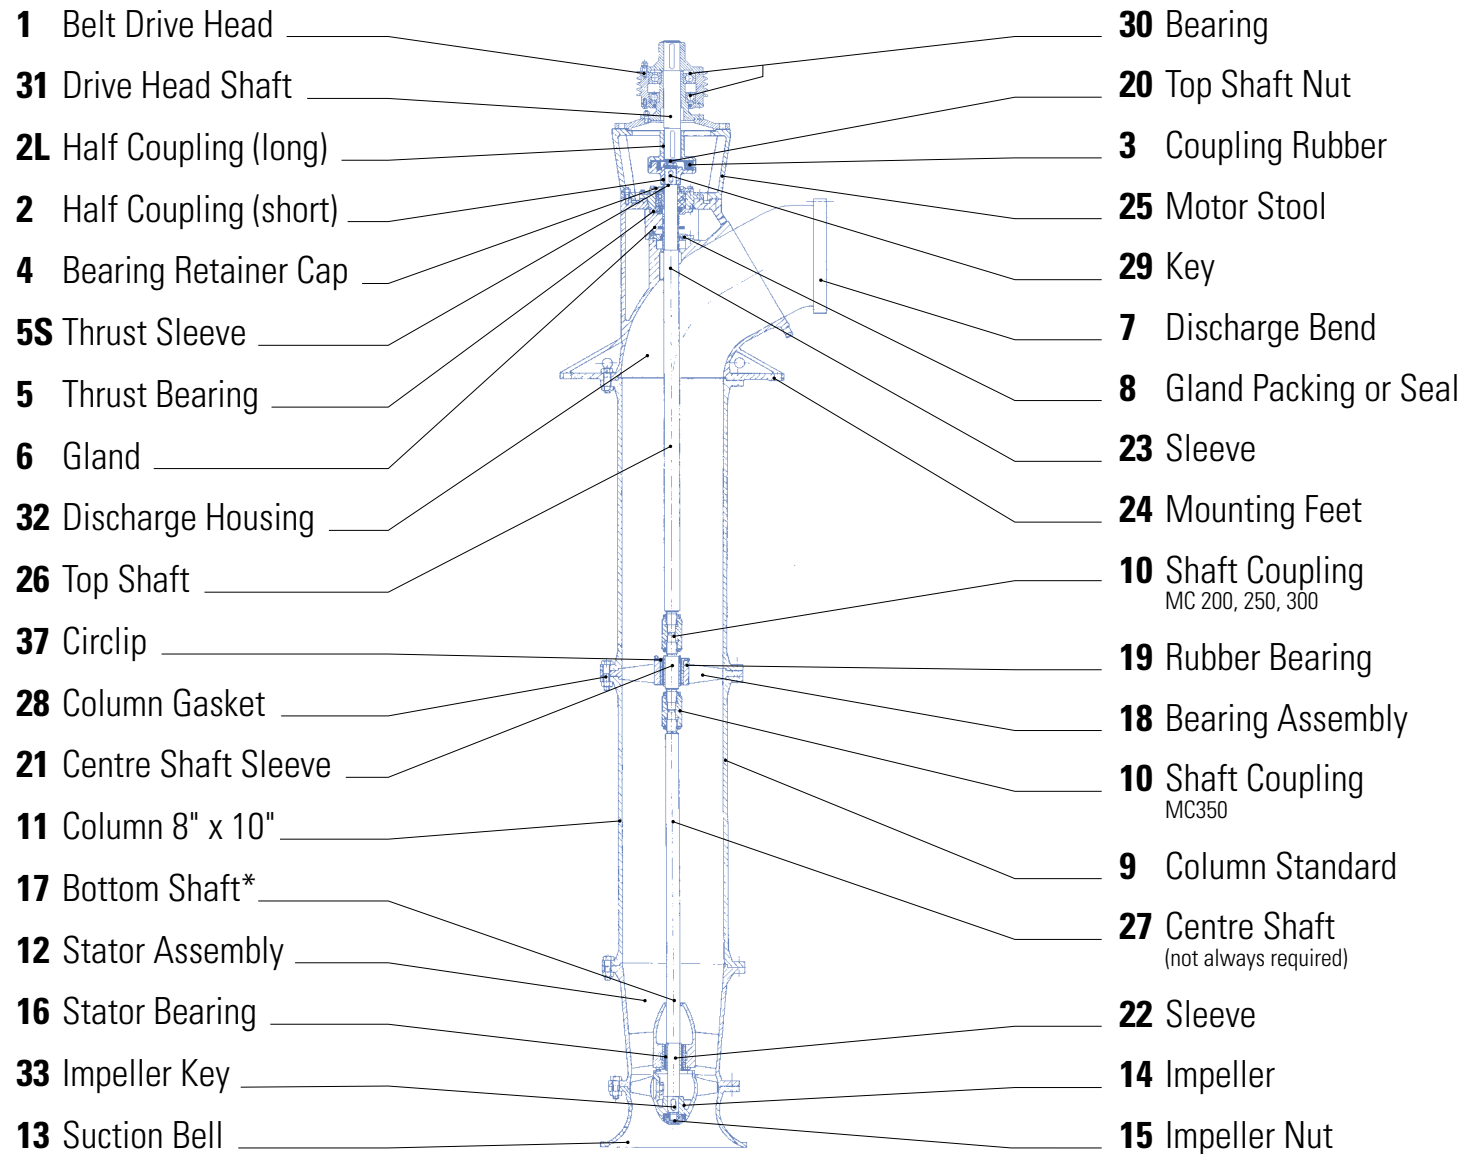 1 Belt Drive Head
31 Drive Head Shaft
2L Half Coupling (long)
2 Half Coupling (short)
4 Bearing Retainer Cap
5S Thrust Sleeve
5 Thrust Bearing
6 Gland
32 Discharge Housing
26 Top Shaft
37 Circlip
28 Column Gasket
21 Centre Shaft Sleeve
11 Column 8" x 10"
17 Bottom Shaft*
12 Stator Assembly
16 Stator Bearing
33 Impeller Key
13 Suction Bell
30 Bearing
20 Top Shaft Nut
3 Coupling Rubber
25 Motor Stool
29 Key
7 Discharge Bend
8 Gland Packing or Seal
23 Sleeve
24 Mounting Feet
10 Shaft Coupling
MC 200, 250, 300
19 Rubber Bearing
18 Bearing Assembly
10 Shaft Coupling
MC350
9 Column Standard
27 Centre Shaft
(not always required)
22 Sleeve
14 Impeller
15 Impeller Nut